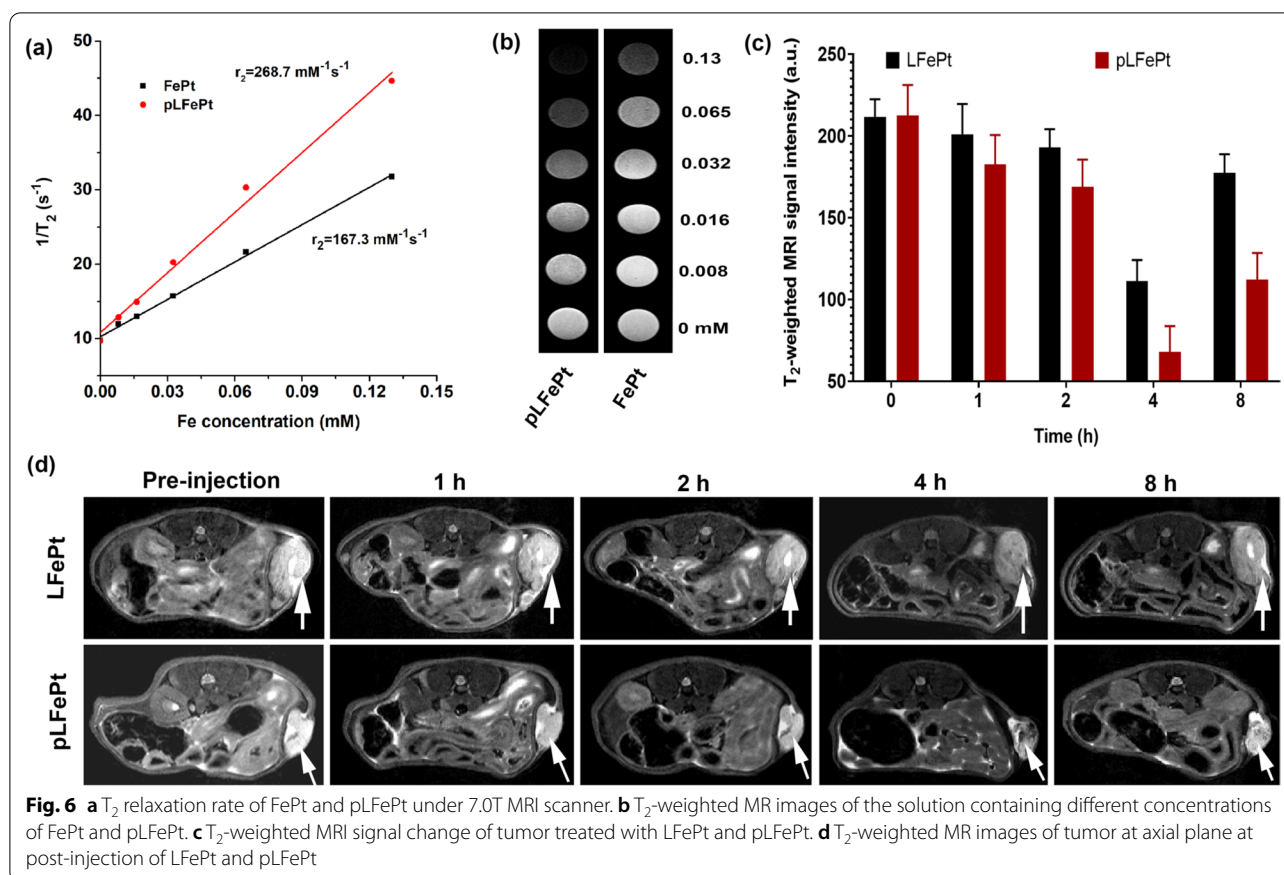 (a)
50
40
30
20
10
1/T₂ (s⁻¹)
r₂=268.7 mM⁻¹s⁻¹
FePt
pLFePt
r₂=167.3 mM⁻¹s⁻¹
0.00 0.03 0.06 0.09 0.12 0.15
Fe concentration (mM)
(b)
0.13
0.065
0.032
0.016
0.008
0 mM
pLFePt
FePt
(c)
LFePt
pLFePt
250
200
150
100
50
T₂-weighted MRI signal intensity (a.u.)
0 1 2 4 8
Time (h)
(d)
Pre-injection 1 h 2 h 4 h 8 h
LFePt
pLFePt
Fig. 6 a T₂ relaxation rate of FePt and pLFePt under 7.0T MRI scanner. b T₂-weighted MR images of the solution containing different concentrations
of FePt and pLFePt. c T₂-weighted MRI signal change of tumor treated with LFePt and pLFePt. d T₂-weighted MR images of tumor at axial plane at
post-injection of LFePt and pLFePt